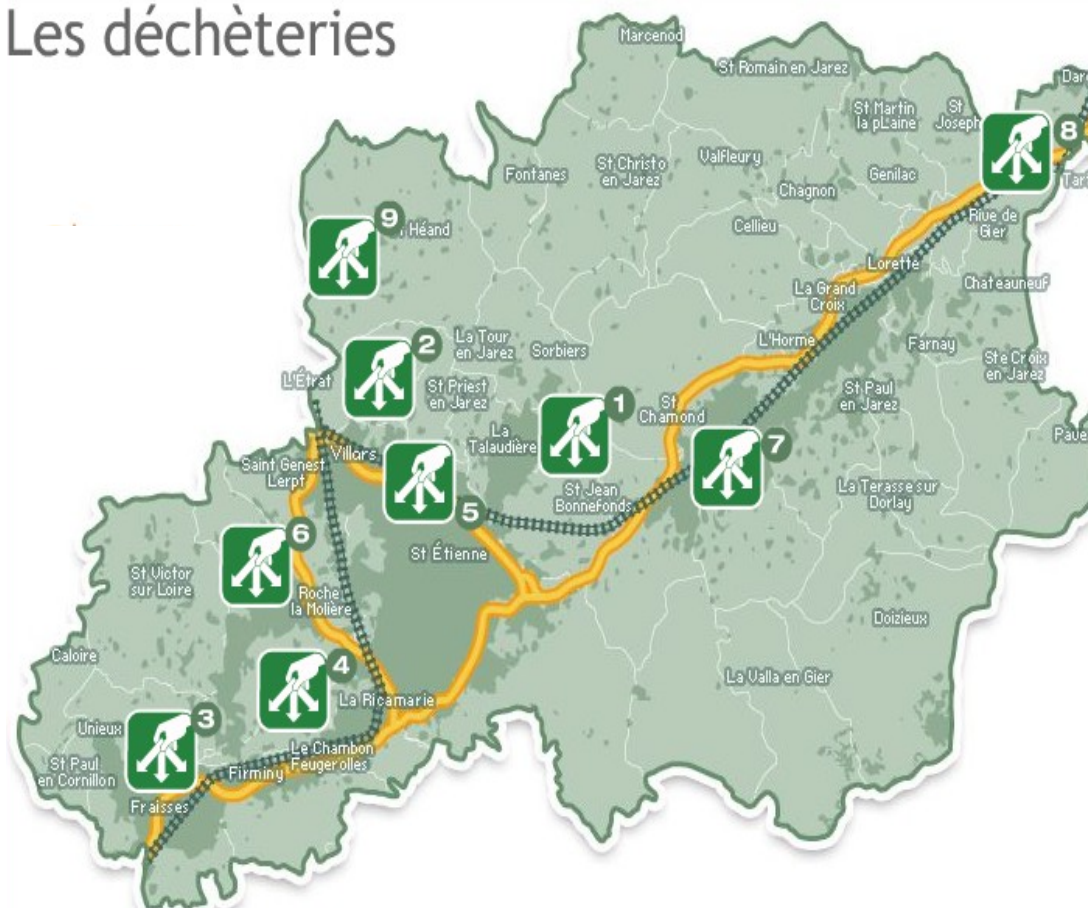 Les déchèteries
Marcenod
St Romain en Jarez
Darg
St Martin
la pLaine
St
Joseph
8
Valfleury
St Christo
en Jarez
Fontanes
Genilac
Tart
Chagnon
9
Héand
Cellieu
Rive de
Gier
Lorette
La Grand
Croix
Chateauneuf
L'Horme
Farnay
La Tour
en Jarez
Sorbiers
2
Ste Croix
en Jarez
L'Étrat
St Priest
en Jarez
St Paul
en Jarez
St
Chamond
1
La
Talaudière
Pave
7
Villars
Saint Genest
Lerpt
St Jean
Bonnefonds
La Terasse sur
Dorlay
5
6
St Étienne
St Victor
sur Loire
Roche
la Molière
Doizieux
Caloire
4
La Valla en Gier
La Ricamarie
3
Unieux
Le Chambon
Feugerolles
St Paul
en Cornillon
Firminy
Fraisses